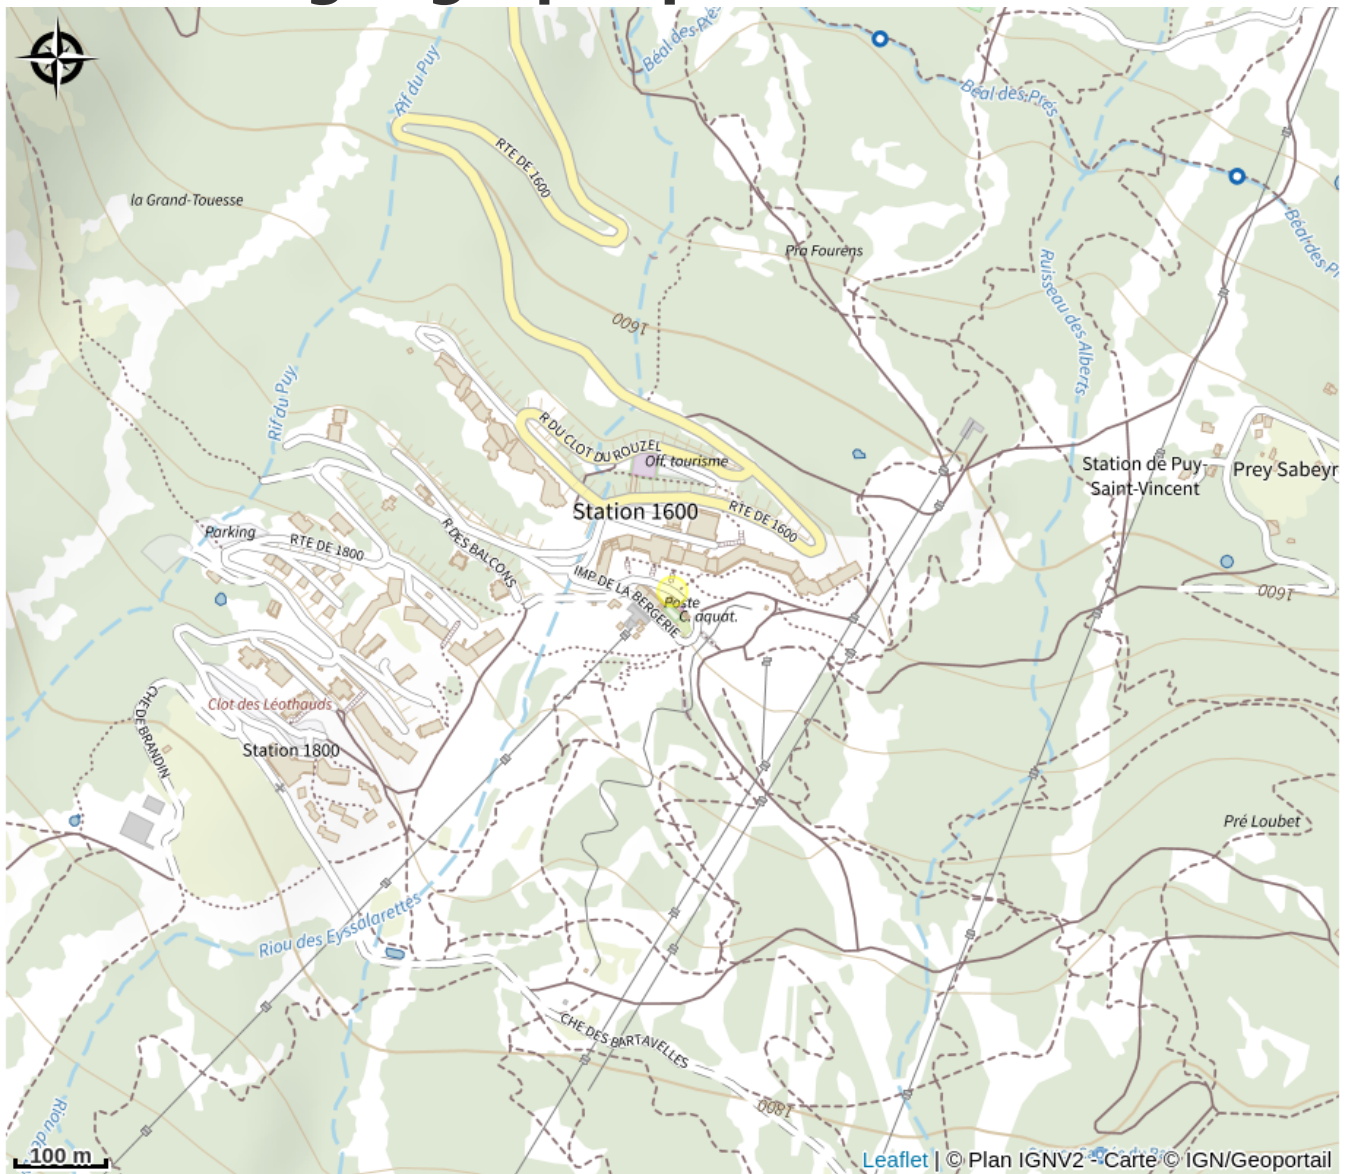 Rif du Puy
Béal des Prés
Béal des Prés
RTE DE 1600
la Grand-Touesse
Pra Fourens
Béal des Pr
Ruisseau des Alberts
1600
Rif du Puy
R DU CLOT DU ROUZEL
Off. tourisme
Station de Puy-
Saint-Vincent
Prey Sabeyr
Station 1600
RTE DE 1600
Parking
RTE DE 1800
R DES BALCONS
IMP DE LA BERGERIE
Poste
C. aquat.
1600
CHE DE BRANDIN
Clot des Léothauds
Station 1800
Pré Loubet
Riou des Eyssalarettes
CHE DES BARTAVELLES
1800
Riou de
100 m
Leaflet | © Plan IGNV2 - Carte © IGN/Geoportail